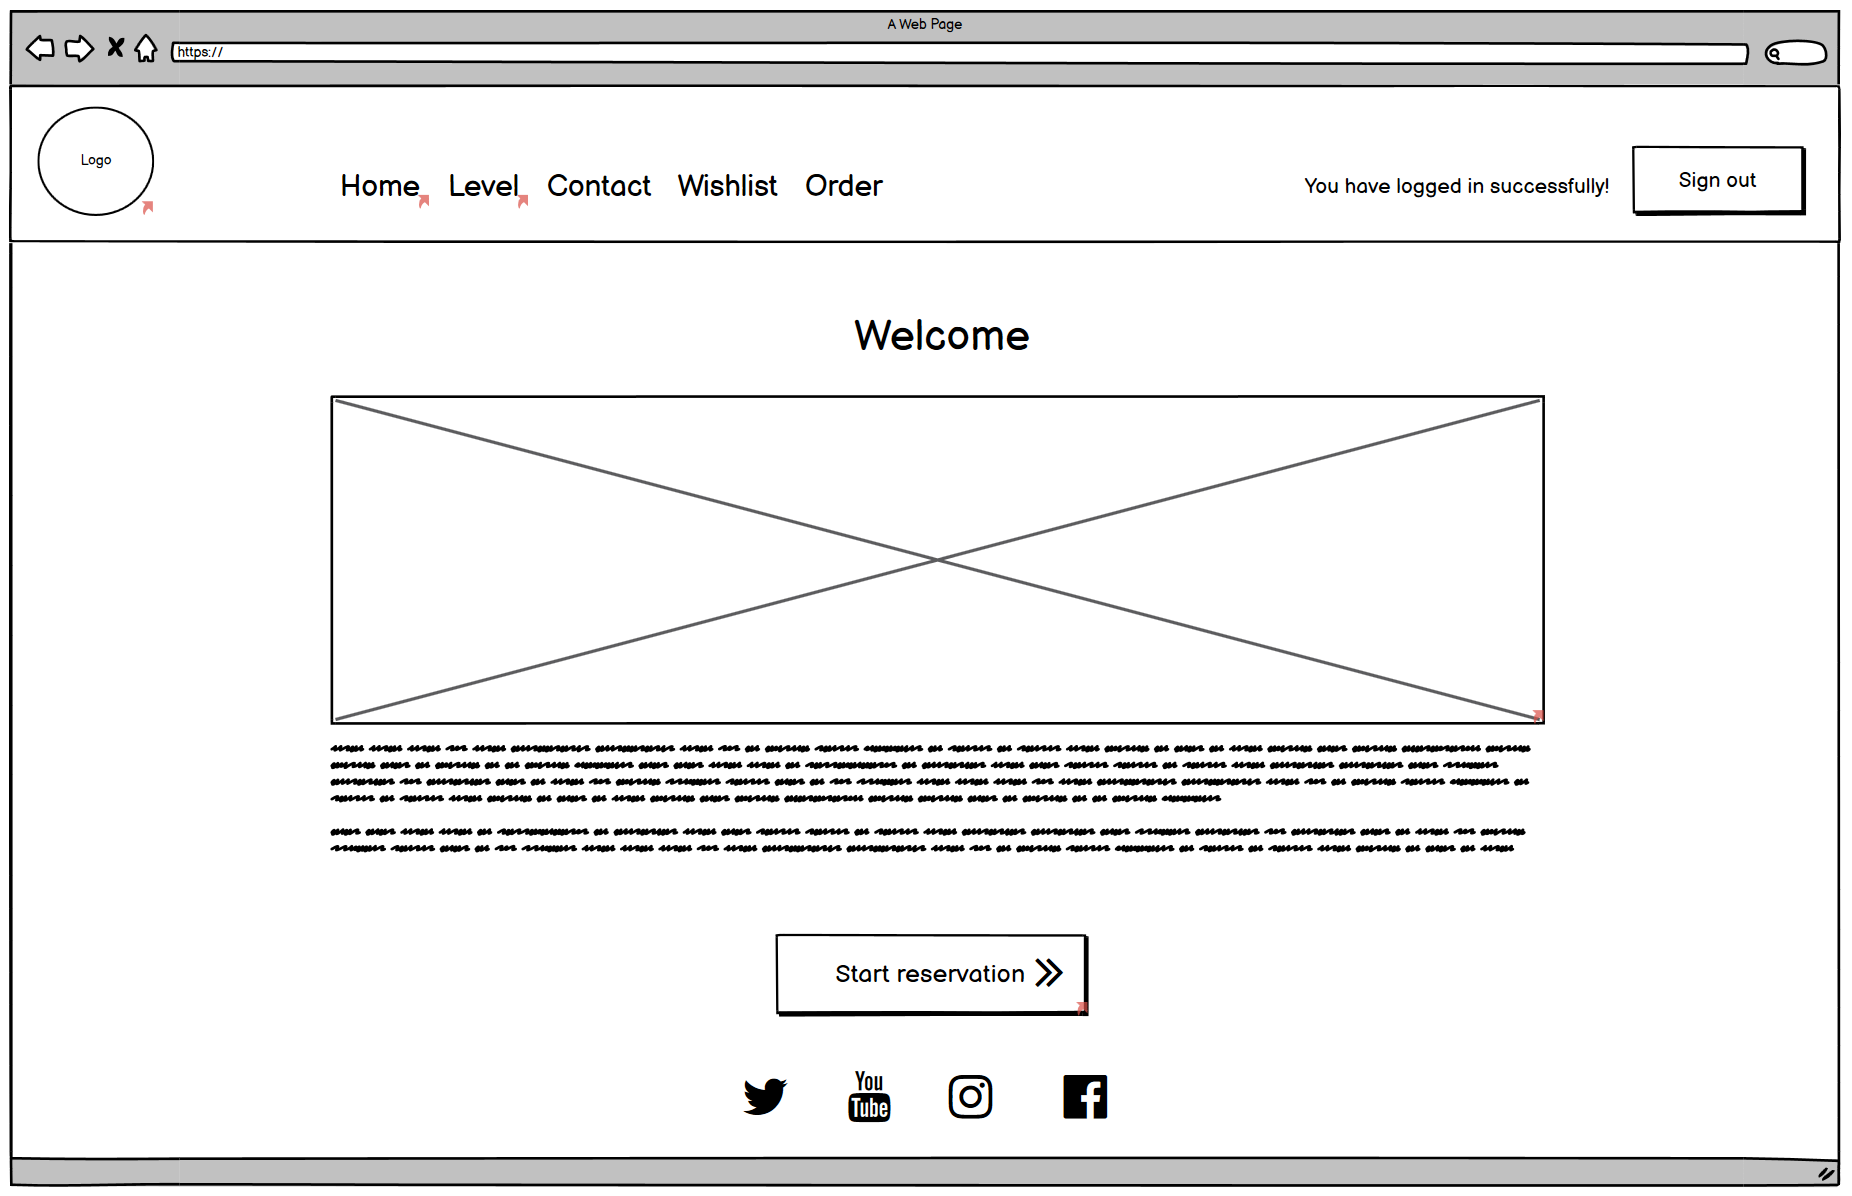 A Web Page
https://
Logo
Home Level Contact Wishlist Order
You have logged in successfully!
Sign out
Welcome
Start reservation
You
Tube